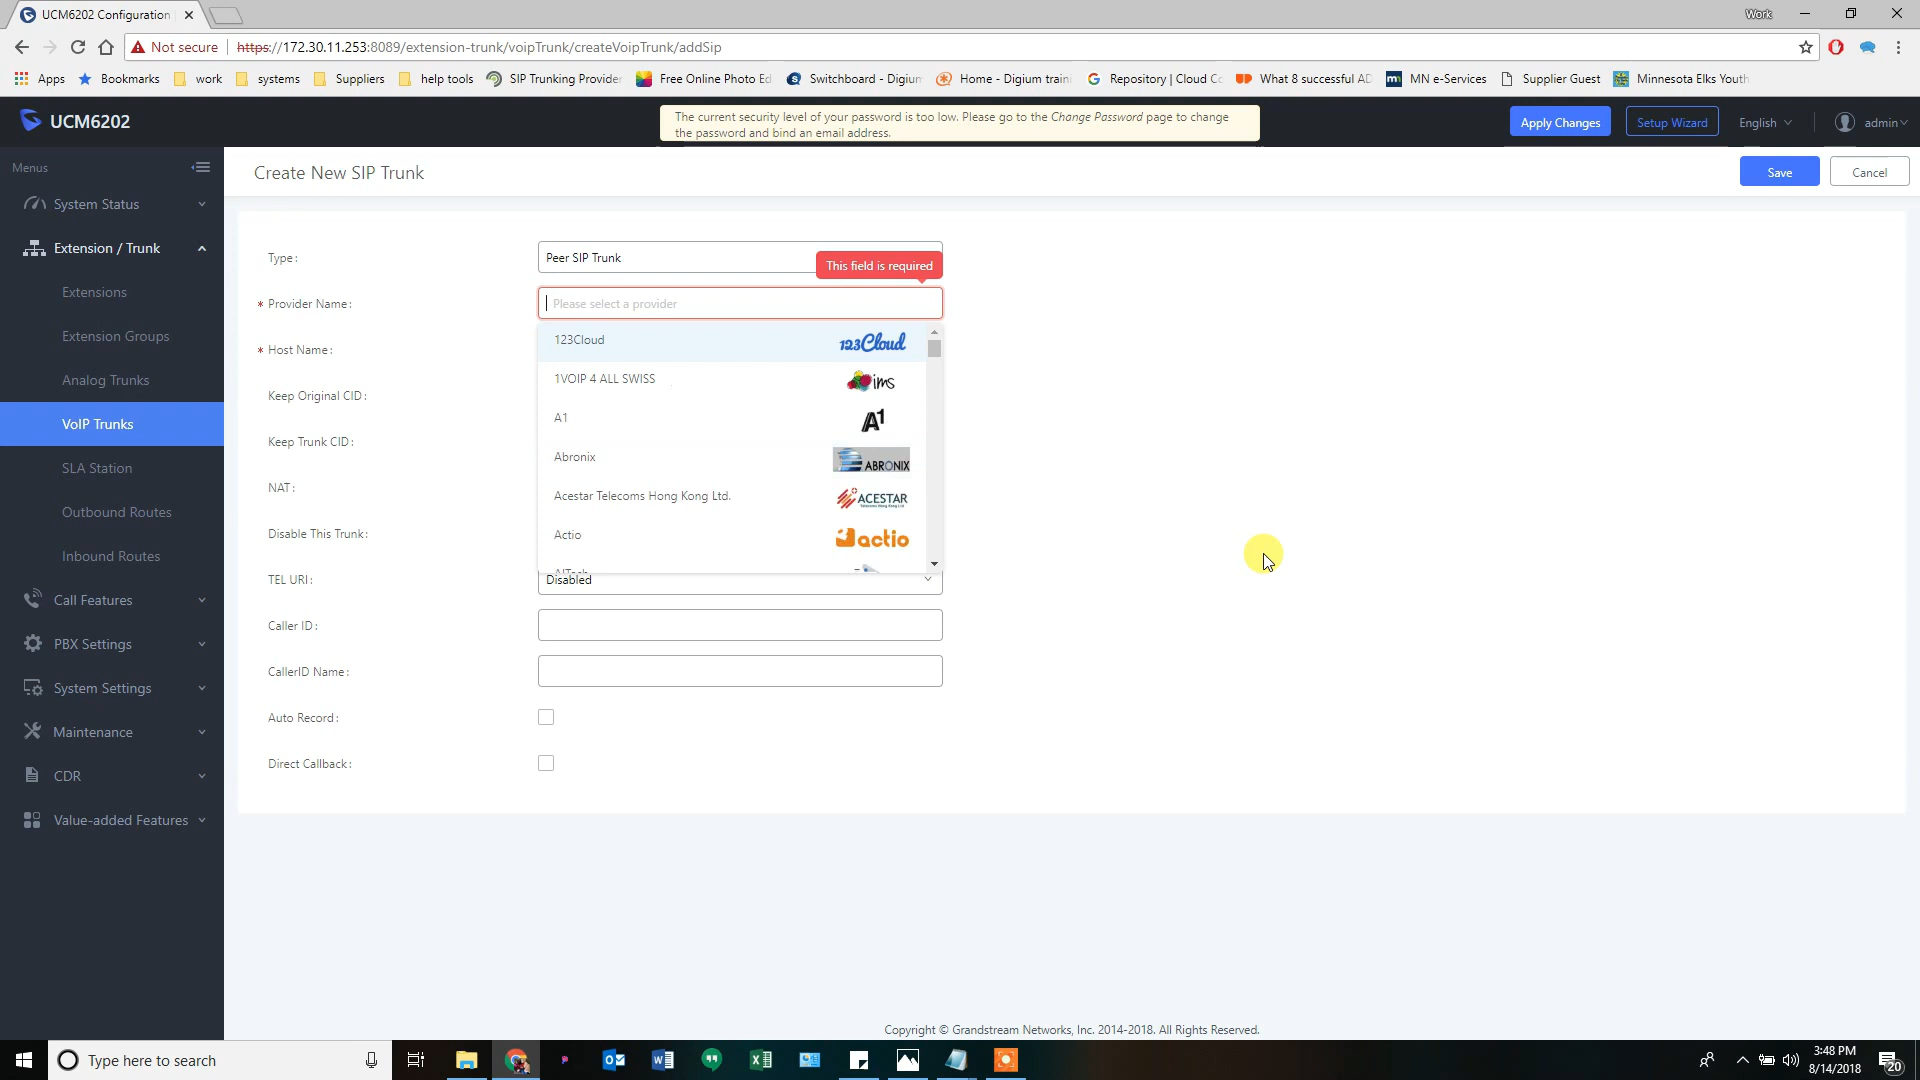 UCM6202 Configuration
Work
Not secure
https://172.30.11.253:8089/extension-trunk/voipTrunk/createVoipTrunk/addSip
Apps
Bookmarks
work
systems
Suppliers
help tools
SIP Trunking Provider
Free Online Photo Ed
Switchboard - Digium
Home - Digium traini
Repository | Cloud Co
What 8 successful AD
MN e-Services
Supplier Guest
Minnesota Elks Youth
UCM6202
The current security level of your password is too low. Please go to the Change Password page to change
the password and bind an email address.
Apply Changes
Setup Wizard
English
admin
Menus
Create New SIP Trunk
Save
Cancel
System Status
Extension / Trunk
Extensions
Extension Groups
Analog Trunks
VoIP Trunks
SLA Station
Outbound Routes
Inbound Routes
Call Features
PBX Settings
System Settings
Maintenance
CDR
Value-added Features
Type:
Peer SIP Trunk
This field is required
* Provider Name:
Please select a provider
* Host Name:
Keep Original CID:
Keep Trunk CID:
NAT:
Disable This Trunk:
TEL URI:
Caller ID:
CallerID Name:
Auto Record:
Direct Callback:
123Cloud
123Cloud
1VOIP 4 ALL SWISS
ims
A1
A1
Abronix
ABRONIX
Acestar Telecoms Hong Kong Ltd.
ACESTAR
Telecoms Hong Kong Ltd
Actio
actio
Disabled
Copyright © Grandstream Networks, Inc. 2014-2018. All Rights Reserved.
Type here to search
3:48 PM
8/14/2018
20